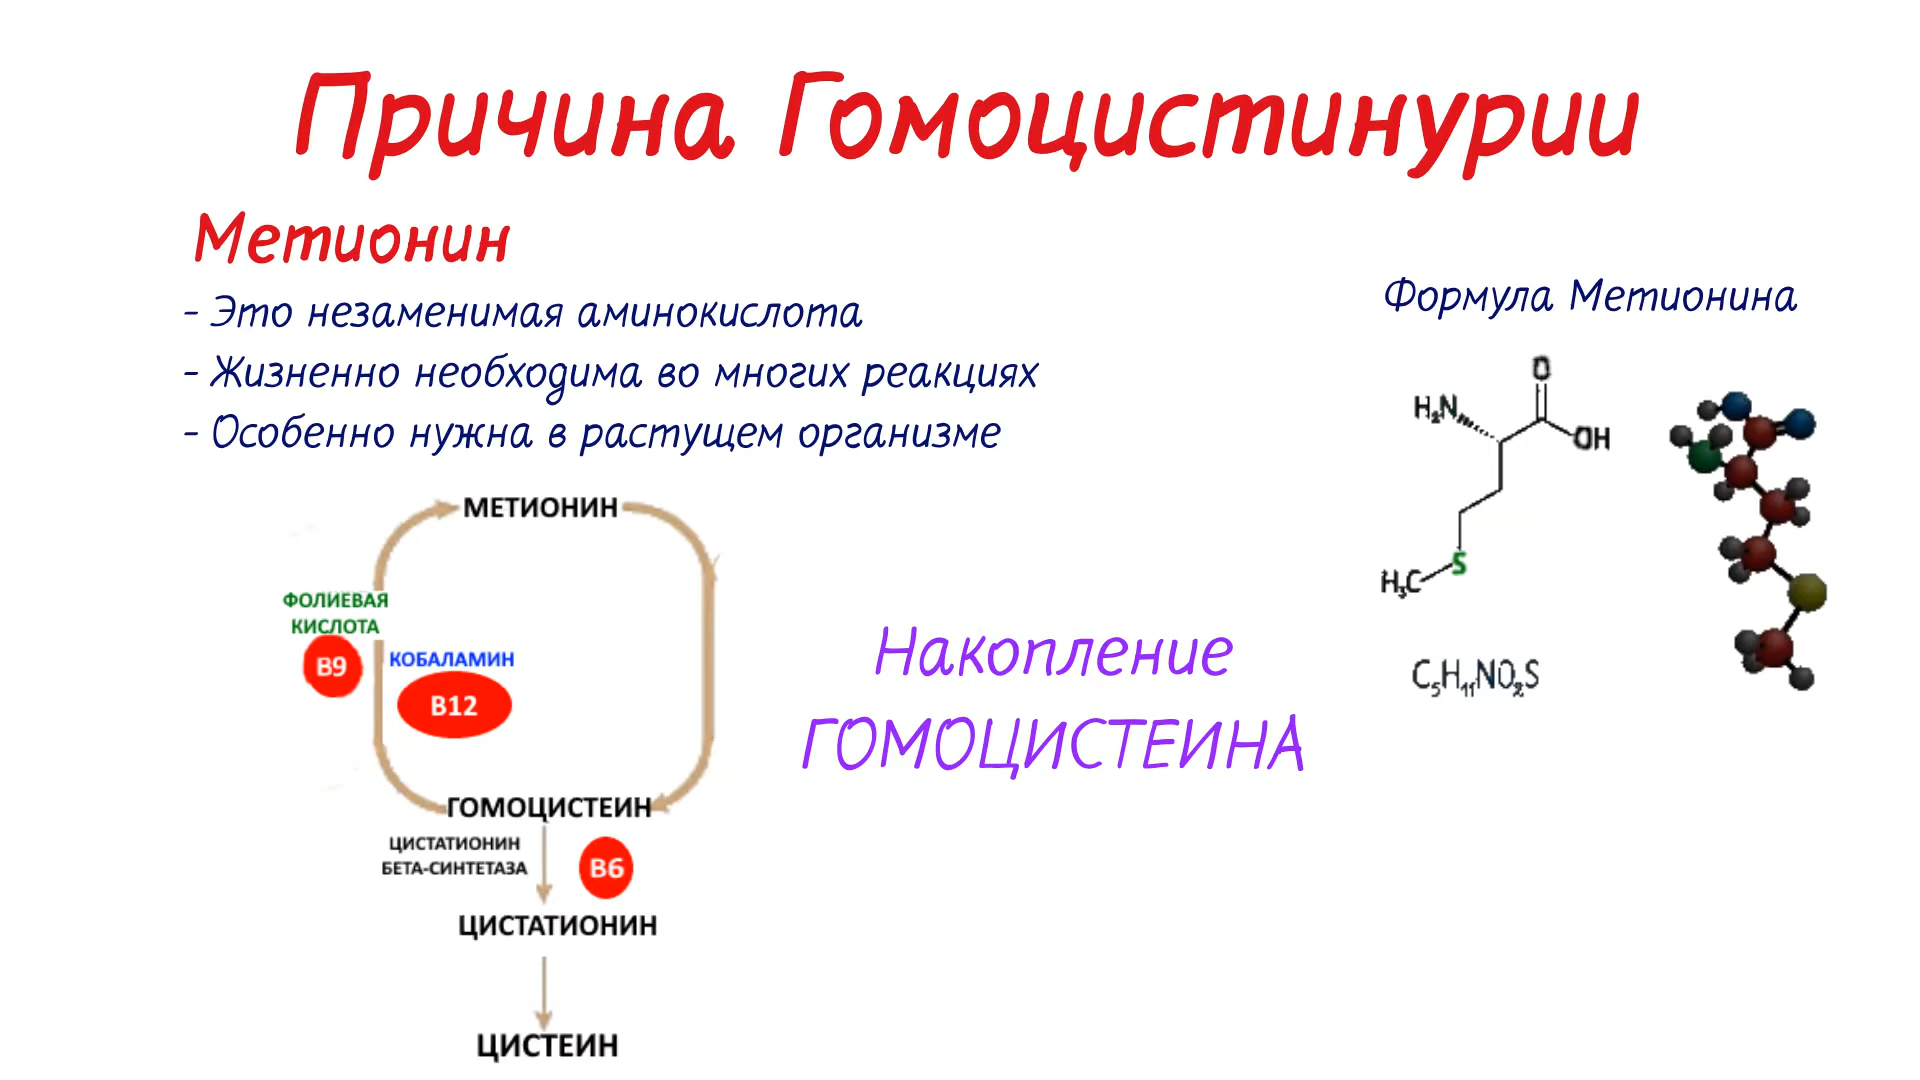 Причина Гомоцистинурии
Метионин
- Это незаменимая аминокислота
- Жизненно необходима во многих реакциях
- Особенно нужна в растущем организме
Формула Метионина
O
H₂N
OH
S
H₃C
C₅H₁₁NO₂S
МЕТИОНИН
ФОЛИЕВАЯ
КИСЛОТА
B9
КОБАЛАМИН
B12
Накопление
ГОМОЦИСТЕИНА
ГОМОЦИСТЕИН
ЦИСТАТИОНИН
БЕТА-СИНТЕТАЗА
B6
ЦИСТАТИОНИН
ЦИСТЕИН